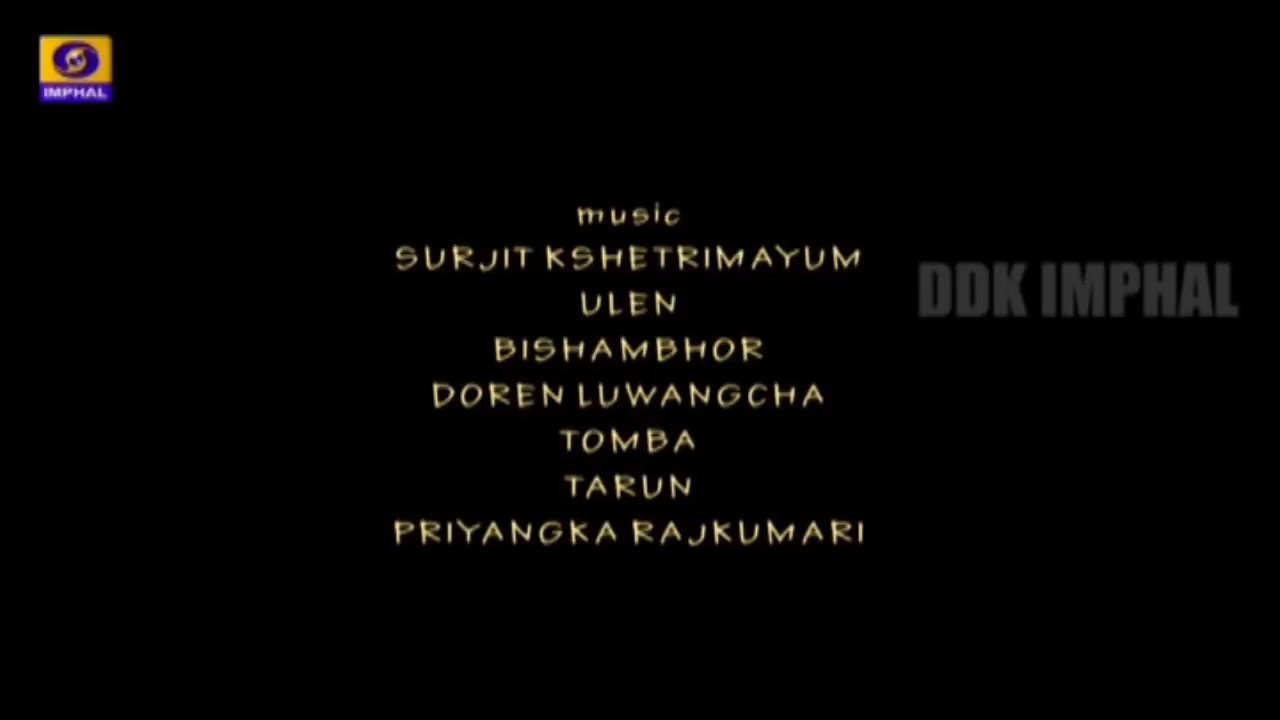 IMPHAL
music
SURJIT KSHETRIMAYUM
DDK IMPHAL
ULEN
BISHAMBHOR
DOREN LUWANGCHA
TOMBA
TARUN
PRIYANGKA RAJKUMARI